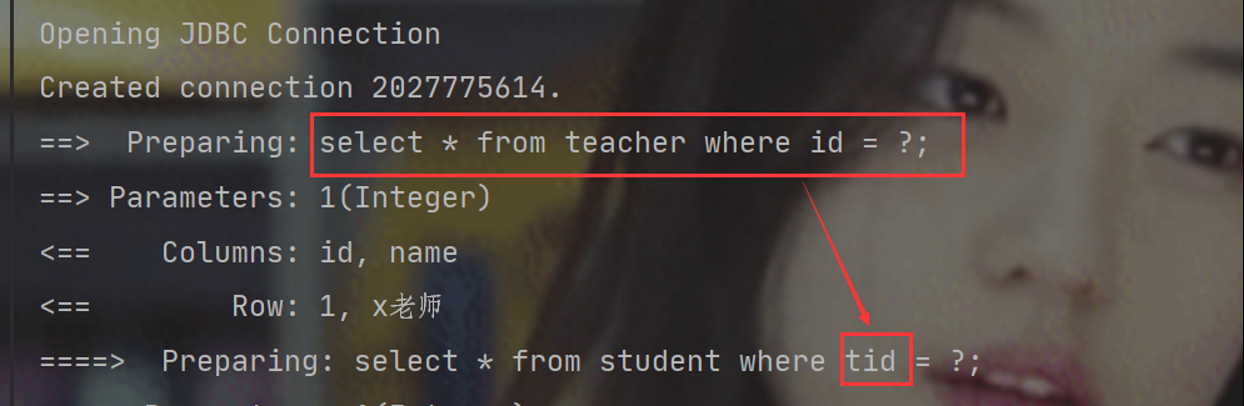 Opening JDBC Connection
Created connection 2027775614.
==>  Preparing: select * from teacher where id = ?;
==> Parameters: 1(Integer)
<==    Columns: id, name
<==        Row: 1, x老师
====>  Preparing: select * from student where tid = ?;